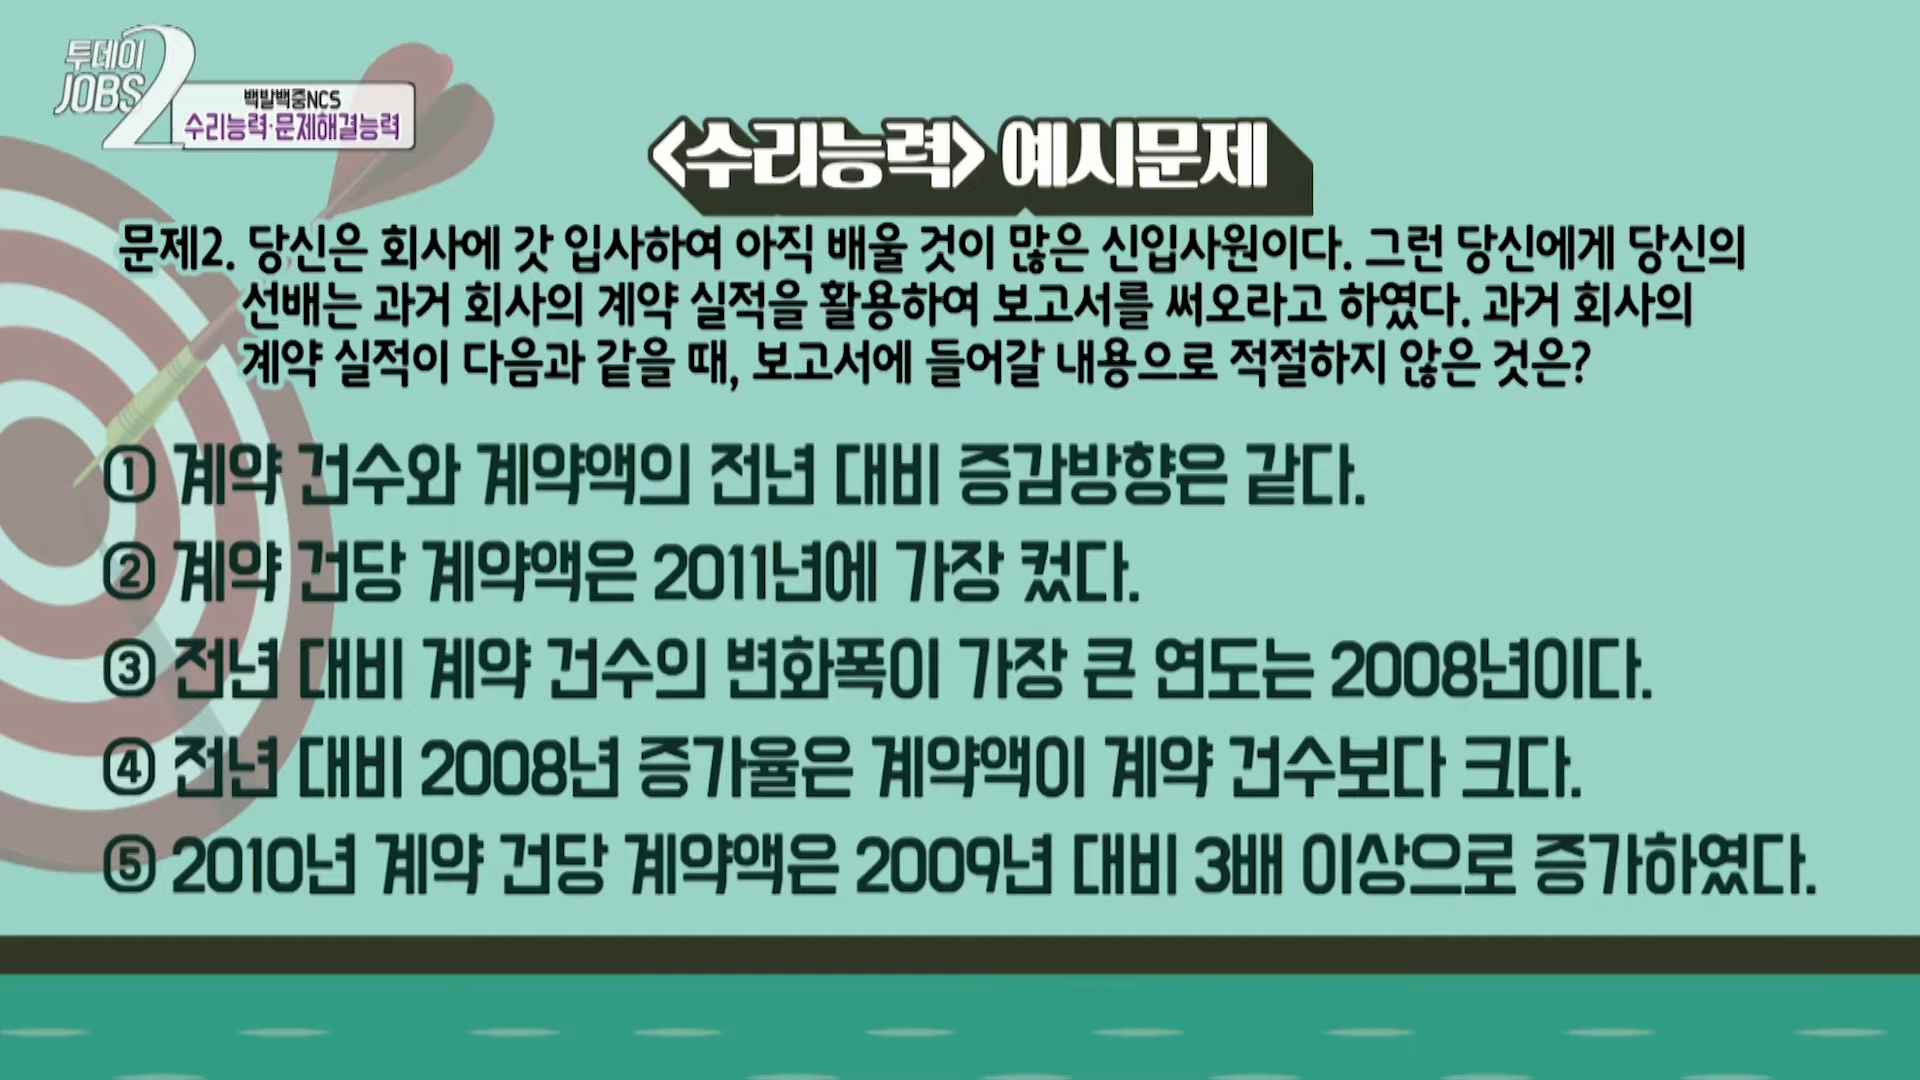 투데이
JOBS 2
백발백중NCS
수리능력·문제해결능력
<수리능력> 예시문제
문제2. 당신은 회사에 갓 입사하여 아직 배울 것이 많은 신입사원이다. 그런 당신에게 당신의
선배는 과거 회사의 계약 실적을 활용하여 보고서를 써오라고 하였다. 과거 회사의
계약 실적이 다음과 같을 때, 보고서에 들어갈 내용으로 적절하지 않은 것은?
① 계약 건수와 계약액의 전년 대비 증감방향은 같다.
② 계약 건당 계약액은 2011년에 가장 컸다.
③ 전년 대비 계약 건수의 변화폭이 가장 큰 연도는 2008년이다.
④ 전년 대비 2008년 증가율은 계약액이 계약 건수보다 크다.
⑤ 2010년 계약 건당 계약액은 2009년 대비 3배 이상으로 증가하였다.